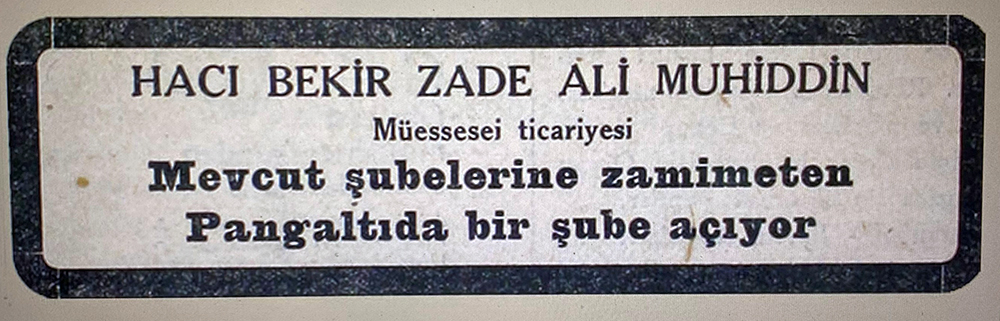 HACI BEKİR ZADE ALİ MUHİDDİN
Müessesei ticariyesi
Mevcut şubelerine zamimeten
Pangaltıda bir şube açıyor